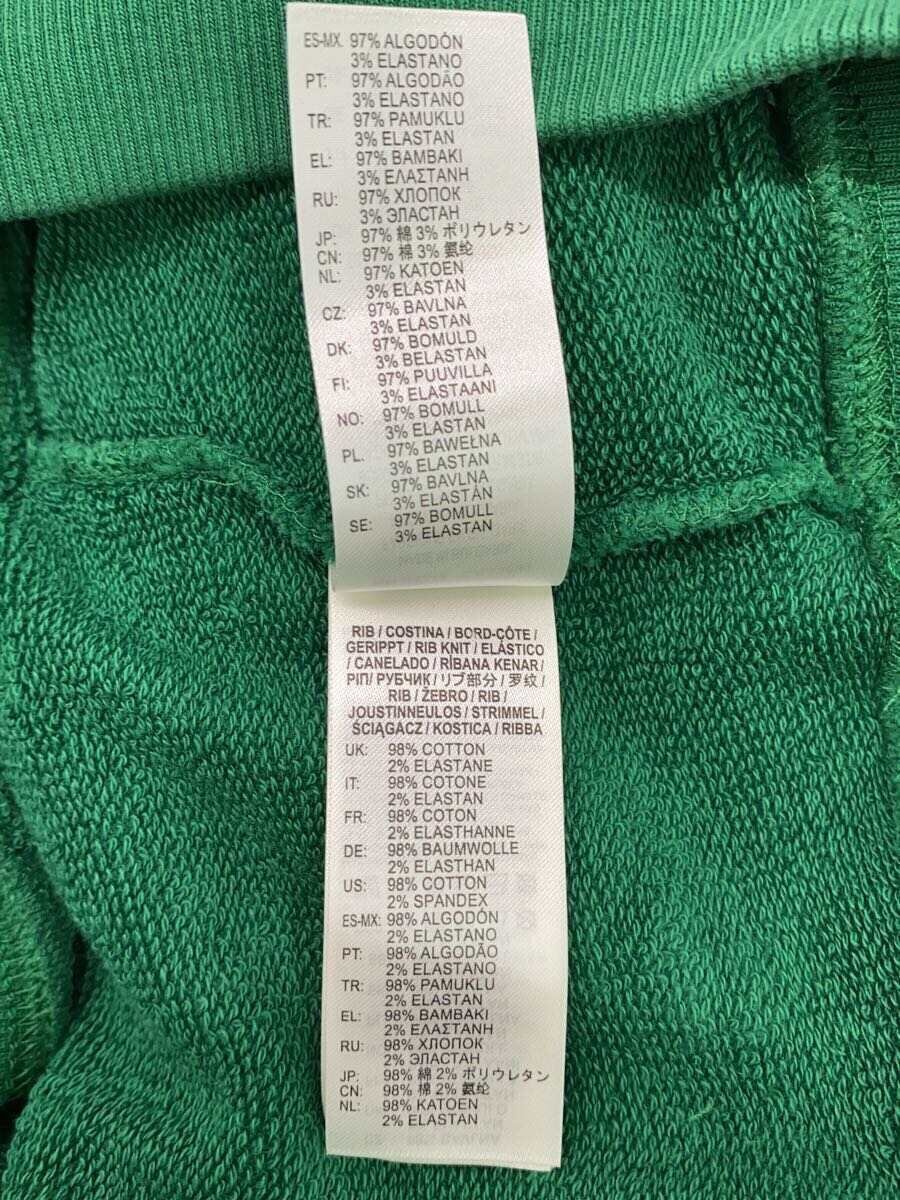 ES-MX: 97% ALGODÓN
3% ELASTANO
PT: 97% ALGODÃO
3% ELASTANO
TR: 97% PAMUKLU
3% ELASTAN
EL: 97% BAMBAKI
3% ΕΛΑΣΤΑΝΗ
RU: 97% ХЛОПОК
3% ЭЛАСТАН
JP: 97% 綿 3% ポリウレタン
CN: 97% 棉 3% 氨纶
NL: 97% KATOEN
3% ELASTAN
CZ: 97% BAVLNA
3% ELASTAN
DK: 97% BOMULD
3% BELASTAN
FI: 97% PUUVILLA
3% ELASTAANI
NO: 97% BOMULL
3% ELASTAN
PL: 97% BAWEŁNA
3% ELASTAN
SK: 97% BAVLNA
3% ELASTÁN
SE: 97% BOMULL
3% ELASTAN
RIB / COSTINA / BORD-CÔTE /
GERIPPT / RIB KNIT / ELÁSTICO
/ CANELADO / RİBANA KENAR /
ΡΙΠ/ РУБЧИК / リブ部分 / 罗纹 /
RIB / ŽEBRO / RIB /
JOUSTINNEULOS / STRIMMEL /
ŚCIĄGACZ / KOSTICA / RIBBA
UK: 98% COTTON
2% ELASTANE
IT: 98% COTONE
2% ELASTAN
FR: 98% COTON
2% ELASTHANNE
DE: 98% BAUMWOLLE
2% ELASTHAN
US: 98% COTTON
2% SPANDEX
ES-MX: 98% ALGODÓN
2% ELASTANO
PT: 98% ALGODÃO
2% ELASTANO
TR: 98% PAMUKLU
2% ELASTAN
EL: 98% BAMBAKI
2% ΕΛΑΣΤΑΝΗ
RU: 98% ХЛОПОК
2% ЭЛАСТАН
JP: 98% 綿 2% ポリウレタン
CN: 98% 棉 2% 氨纶
NL: 98% KATOEN
2% ELASTAN